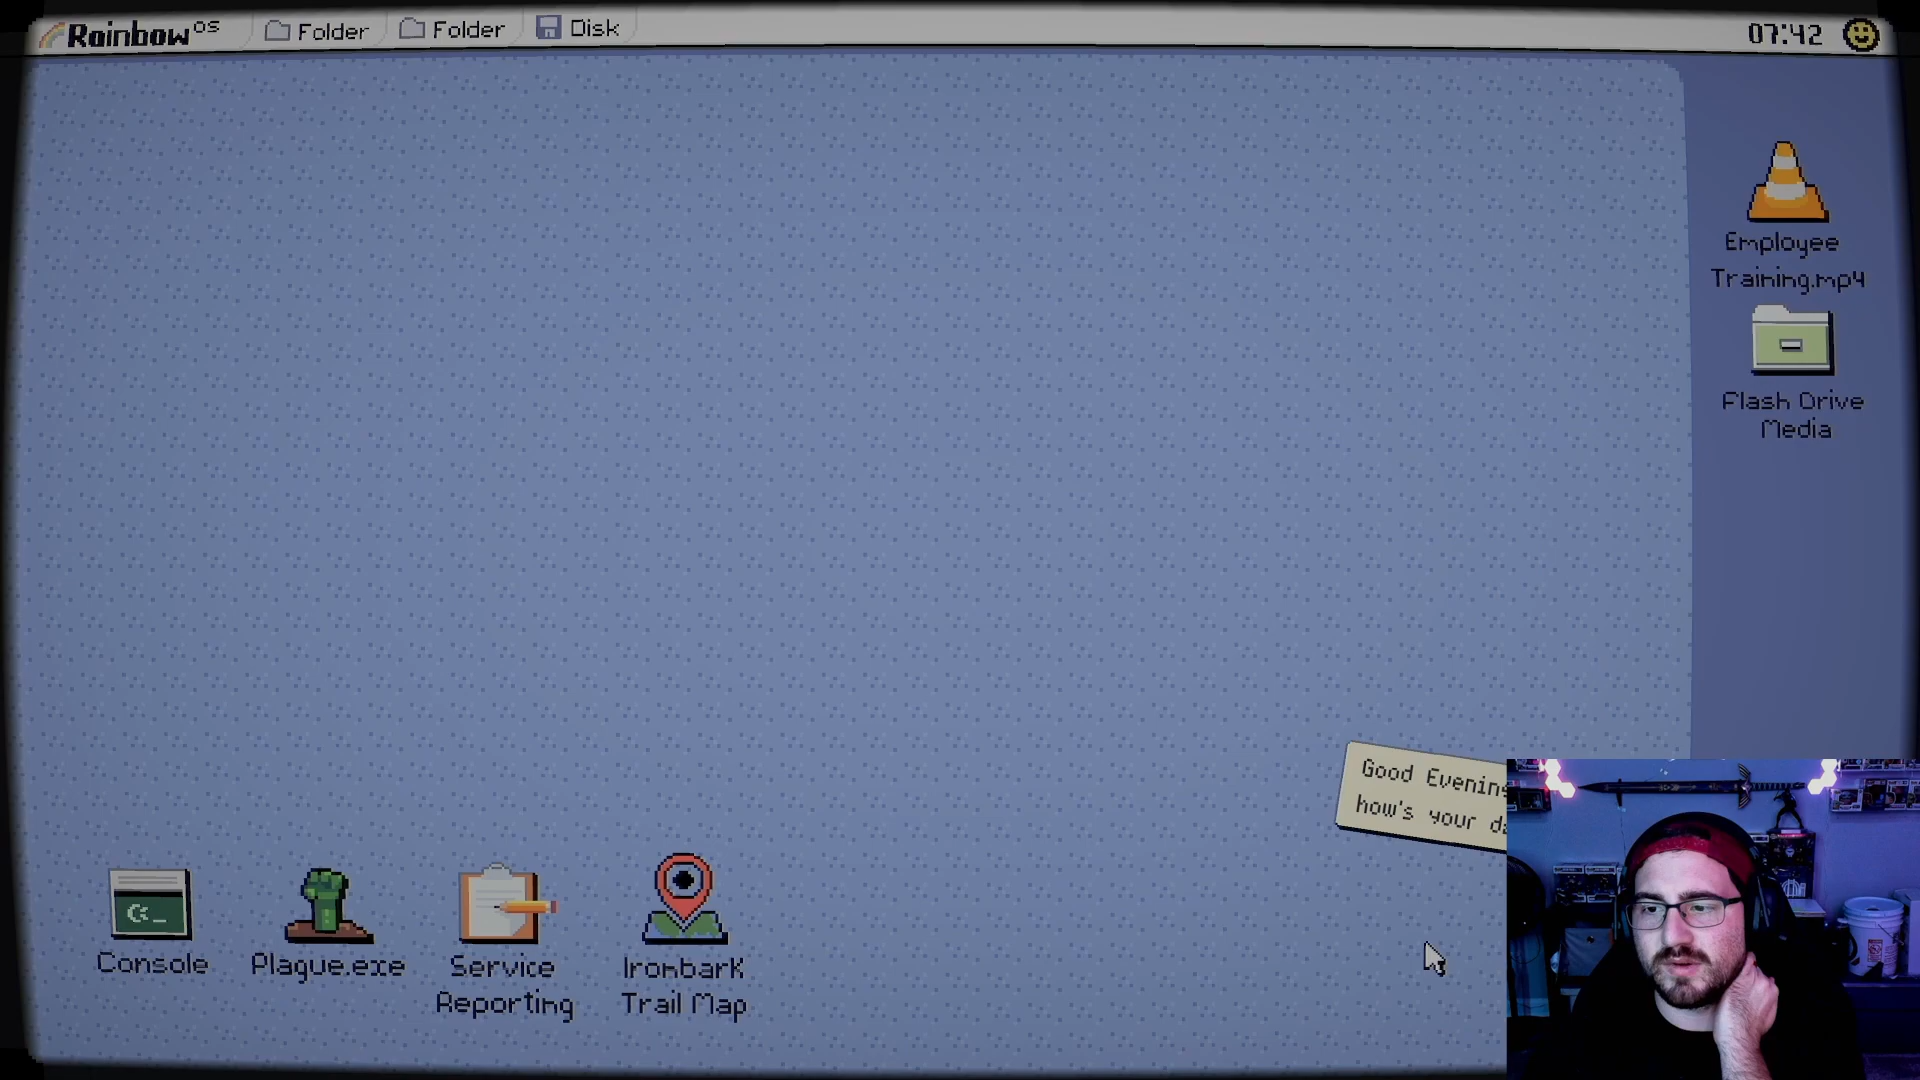 Rainbow OS
Folder
Folder
Disk
07:42
Employee
Training.mp4
Flash Drive
Media
Good Evening
how's your
Console
Plague.exe
Service
Reporting
Ironbark
Trail Map